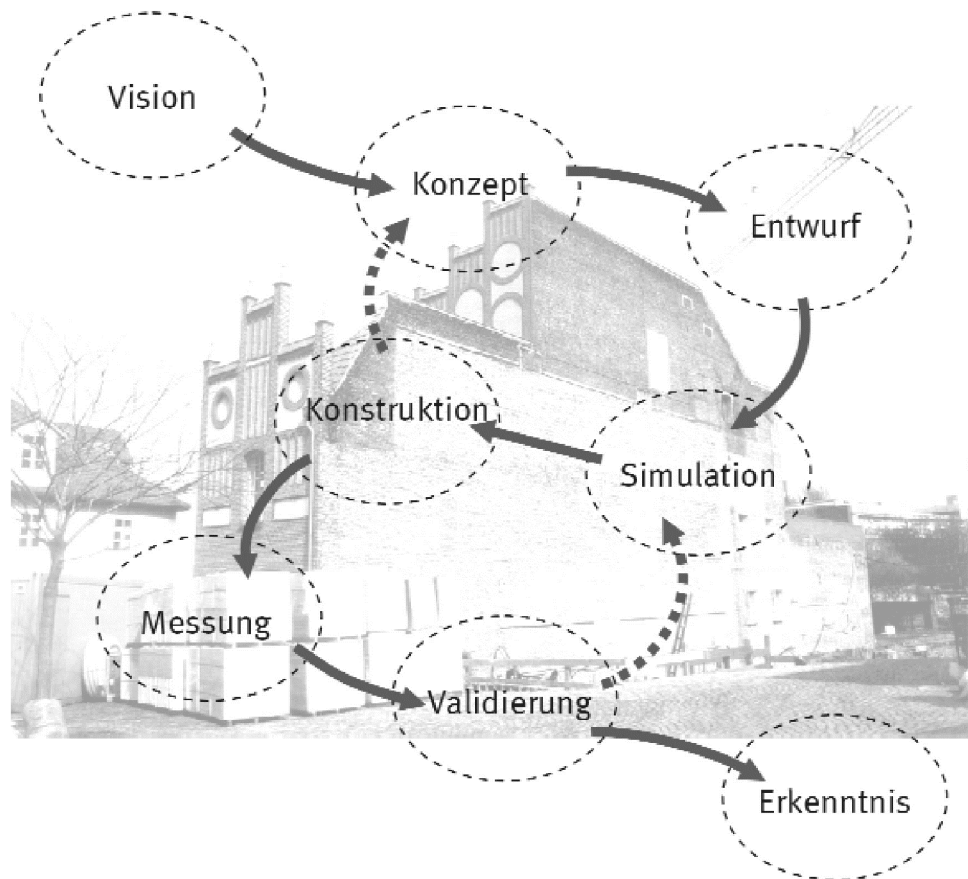 Vision
Konzept
Entwurf
Simulation
Konstruktion
Messung
Validierung
Erkenntnis